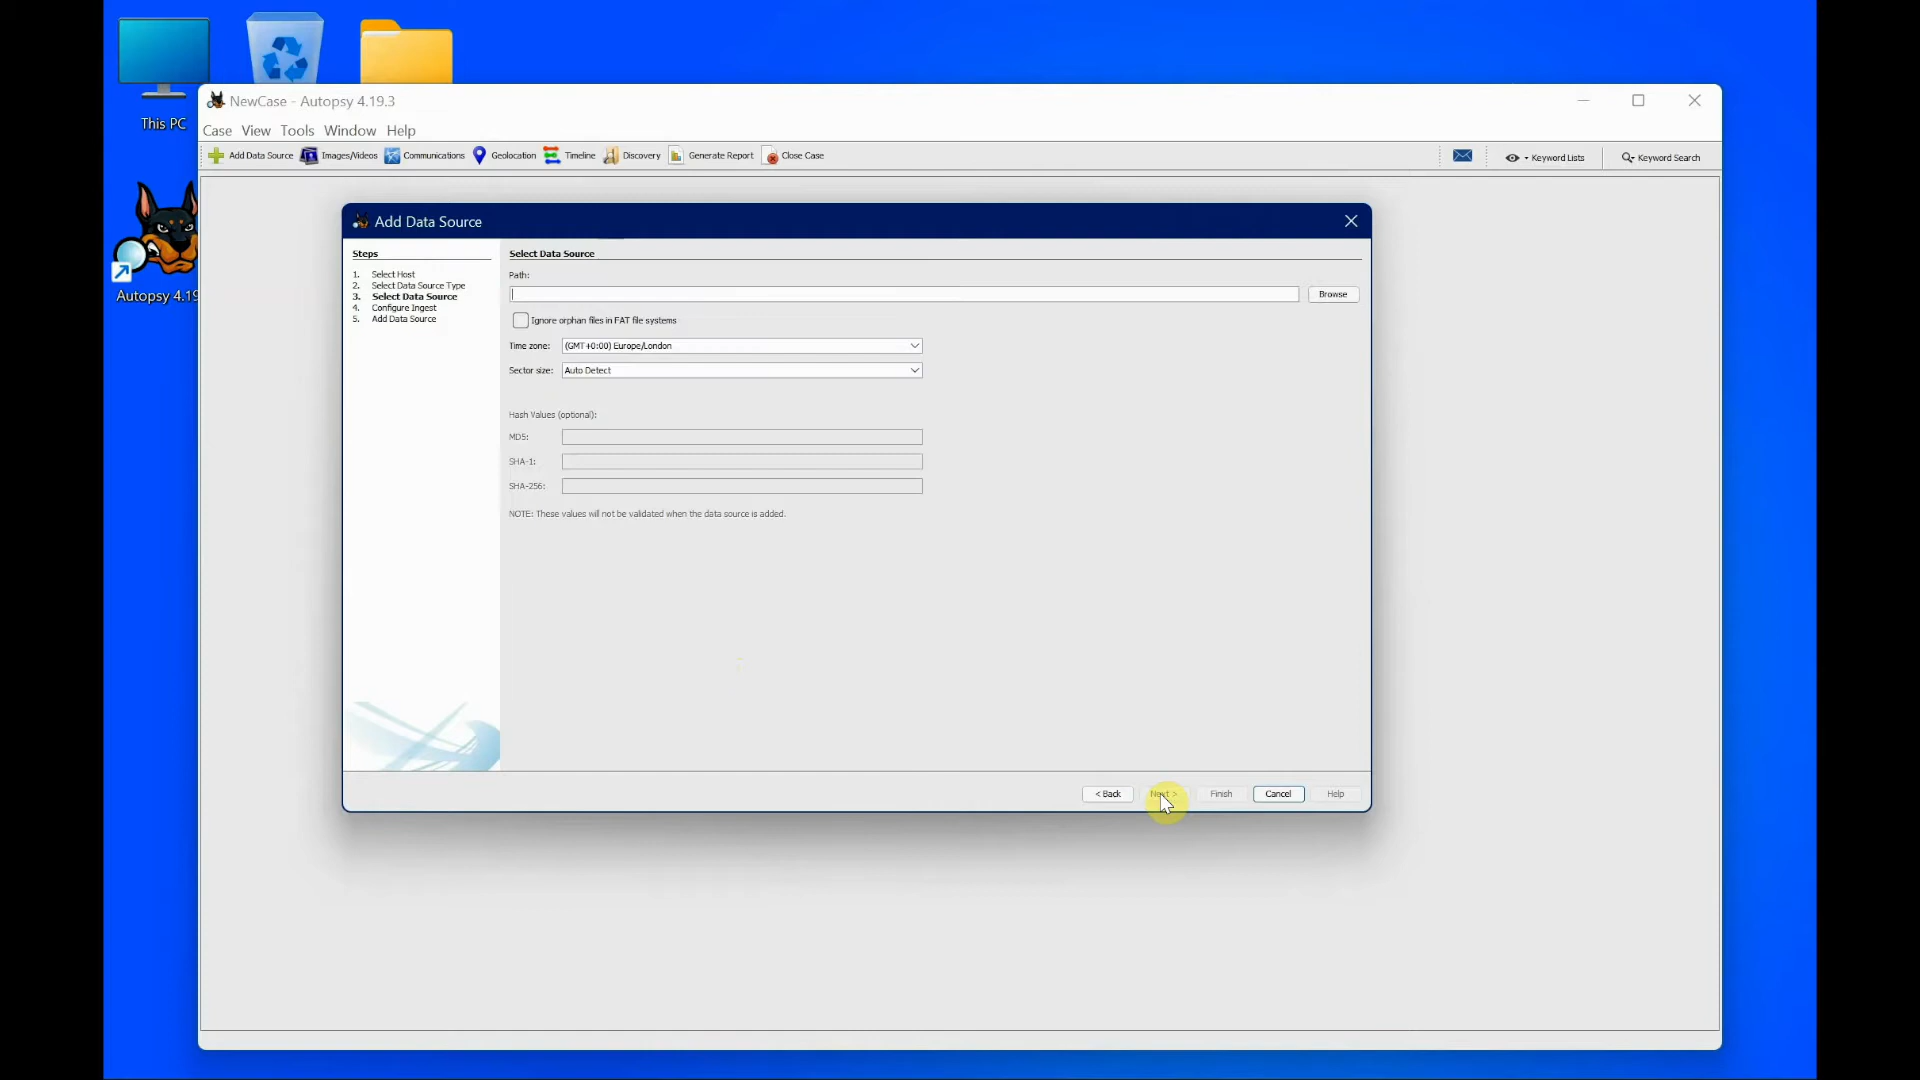 This PC
Autopsy 4.19
NewCase - Autopsy 4.19.3
Case View Tools Window Help
Add Data Source Images/Videos Communications Geolocation Timeline Discovery Generate Report Close Case Keyword Lists Keyword Search
Add Data Source
Steps
1. Select Host
2. Select Data Source Type
3. Select Data Source
4. Configure Ingest
5. Add Data Source
Select Data Source
Path:
Browse
Ignore orphan files in FAT file systems
Time zone: (GMT+0:00) Europe/London
Sector size: Auto Detect
Hash Values (optional):
MD5:
SHA-1:
SHA-256:
NOTE: These values will not be validated when the data source is added.
< Back Next > Finish Cancel Help